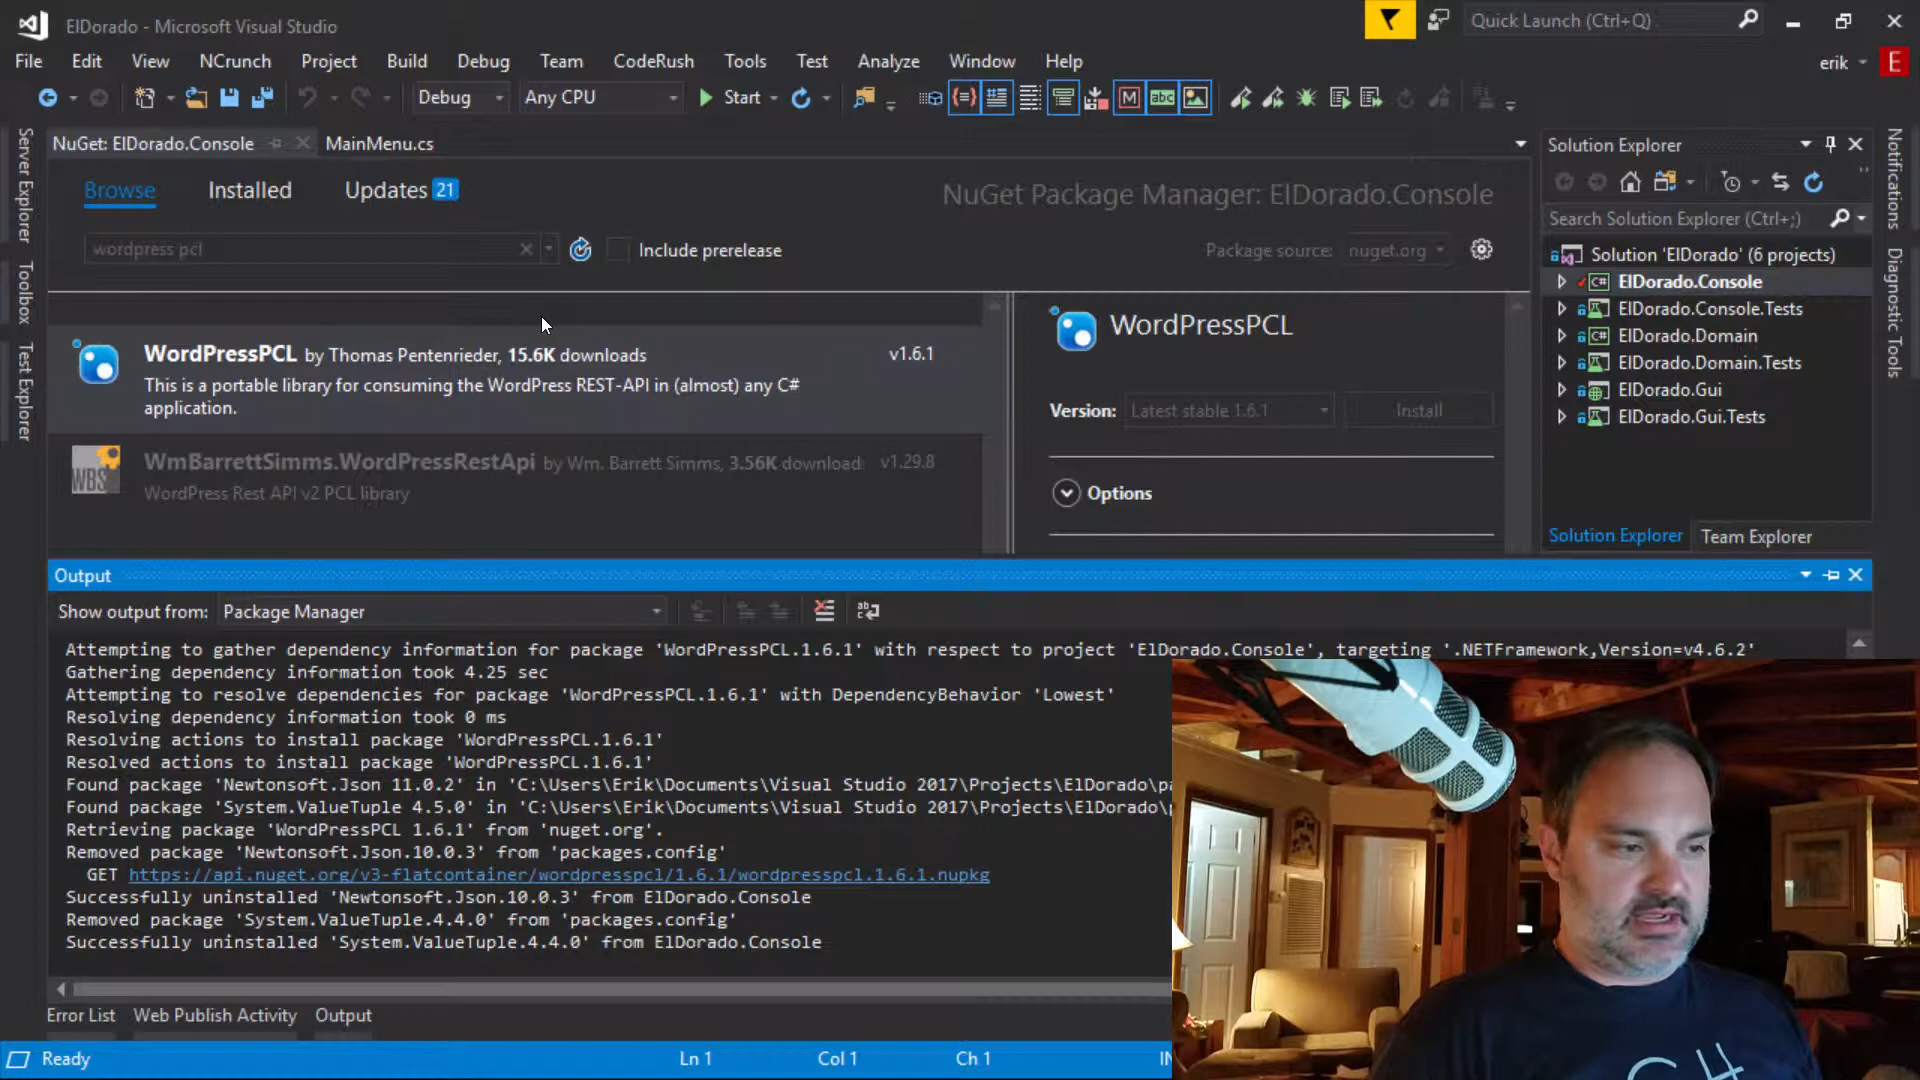 ElDorado - Microsoft Visual Studio
Quick Launch (Ctrl+Q)
File Edit View NCrunch Project Build Debug Team CodeRush Tools Test Analyze Window Help
erik E
Debug Any CPU Start
NuGet: ElDorado.Console MainMenu.cs
Server Explorer
Toolbox
Test Explorer
Browse Installed Updates 21
NuGet Package Manager: ElDorado.Console
wordpress pcl
Include prerelease
Package source: nuget.org
WordPressPCL by Thomas Pentenrieder, 15.6K downloads v1.6.1
This is a portable library for consuming the WordPress REST-API in (almost) any C#
application.
WBS
WmBarrettSimms.WordPressRestApi by Wm. Barrett Simms, 3.56K download v1.29.8
WordPress Rest API v2 PCL library
WordPressPCL
Version: Latest stable 1.6.1 Install
Options
Solution Explorer
Search Solution Explorer (Ctrl+;)
Solution 'ElDorado' (6 projects)
ElDorado.Console
ElDorado.Console.Tests
ElDorado.Domain
ElDorado.Domain.Tests
ElDorado.Gui
ElDorado.Gui.Tests
Solution Explorer Team Explorer
Notifications
Diagnostic Tools
Output
Show output from: Package Manager
Attempting to gather dependency information for package 'WordPressPCL.1.6.1' with respect to project 'ElDorado.Console', targeting '.NETFramework,Version=v4.6.2'
Gathering dependency information took 4.25 sec
Attempting to resolve dependencies for package 'WordPressPCL.1.6.1' with DependencyBehavior 'Lowest'
Resolving dependency information took 0 ms
Resolving actions to install package 'WordPressPCL.1.6.1'
Resolved actions to install package 'WordPressPCL.1.6.1'
Found package 'Newtonsoft.Json 11.0.2' in 'C:\Users\Erik\Documents\Visual Studio 2017\Projects\ElDorado\pa
Found package 'System.ValueTuple 4.5.0' in 'C:\Users\Erik\Documents\Visual Studio 2017\Projects\ElDorado\p
Retrieving package 'WordPressPCL 1.6.1' from 'nuget.org'.
Removed package 'Newtonsoft.Json.10.0.3' from 'packages.config'
GET https://api.nuget.org/v3-flatcontainer/wordpresspcl/1.6.1/wordpresspcl.1.6.1.nupkg
Successfully uninstalled 'Newtonsoft.Json.10.0.3' from ElDorado.Console
Removed package 'System.ValueTuple.4.4.0' from 'packages.config'
Successfully uninstalled 'System.ValueTuple.4.4.0' from ElDorado.Console
Error List Web Publish Activity Output
Ready Ln 1 Col 1 Ch 1